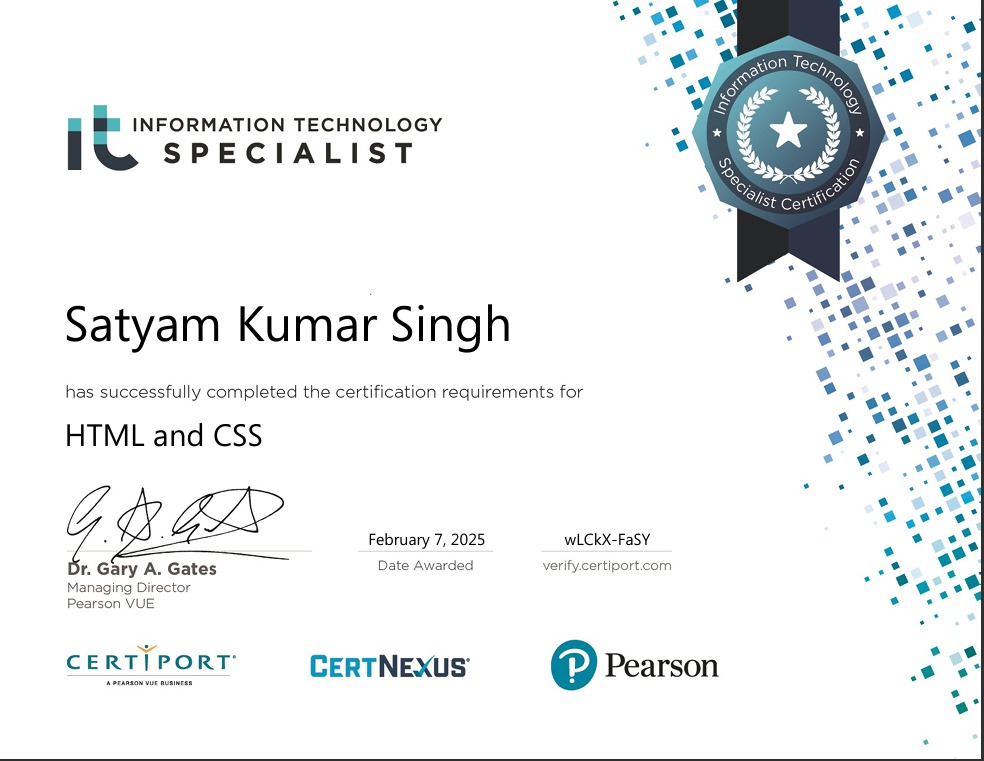 it INFORMATION TECHNOLOGY
SPECIALIST
Information Technology
Specialist Certification
Satyam Kumar Singh
has successfully completed the certification requirements for
HTML and CSS
Dr. Gary A. Gates
Managing Director
Pearson VUE
February 7, 2025
Date Awarded
wLCkX-FaSY
verify.certiport.com
CERTIPORT®
A PEARSON VUE BUSINESS
CERTNEXUS®
P Pearson